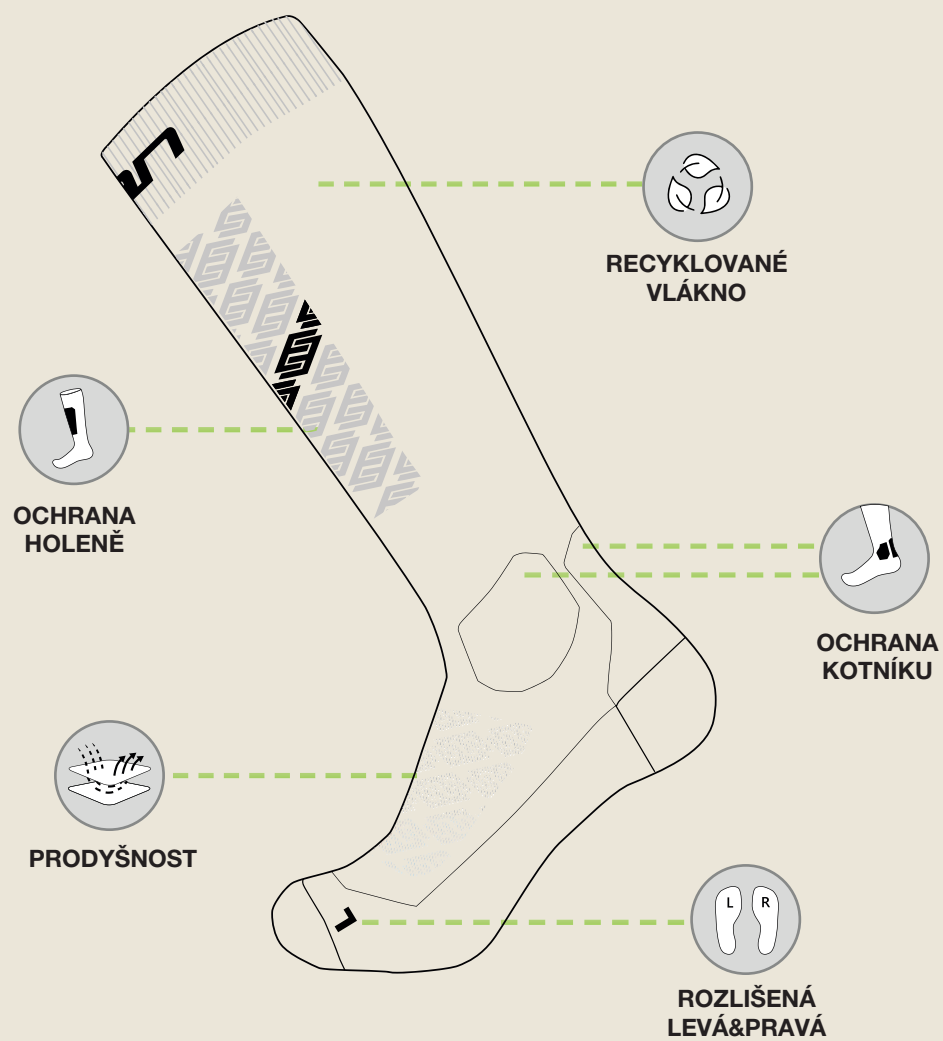 RECYKLOVANÉ
VLÁKNO
OCHRANA
HOLENĚ
OCHRANA
KOTNÍKU
PRODYŠNOST
L
L R
ROZLIŠENÁ
LEVÁ&PRAVÁ